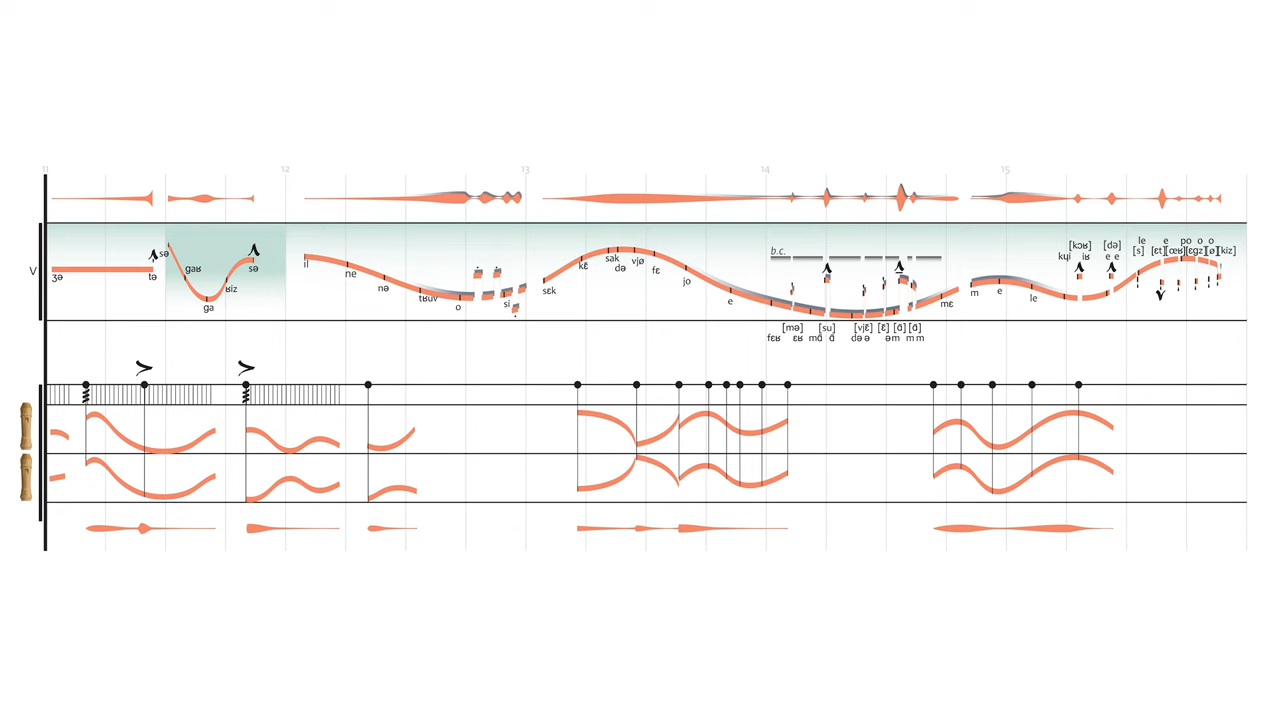 11 12 13 14 15
V
ʒə tə sə gaʁ ga ʁiz sə
il ne nə tʁuv o si
sɛk kɛ̃ sak də vjø fɛ jo e
b.c.
[mə] [su] [vjɛ̃] [ɛ̃] [ɑ̃] [ɑ̃]
fɛʁ ɛʁ mɑ̃ ɑ̃ də ə əm m m
mɛ m e le
[kɔʁ] [də]
kɥi iʁ e e
le e po o o
[s] [ɛt] [œʁ] [ɛgz] [ø] [kiz]